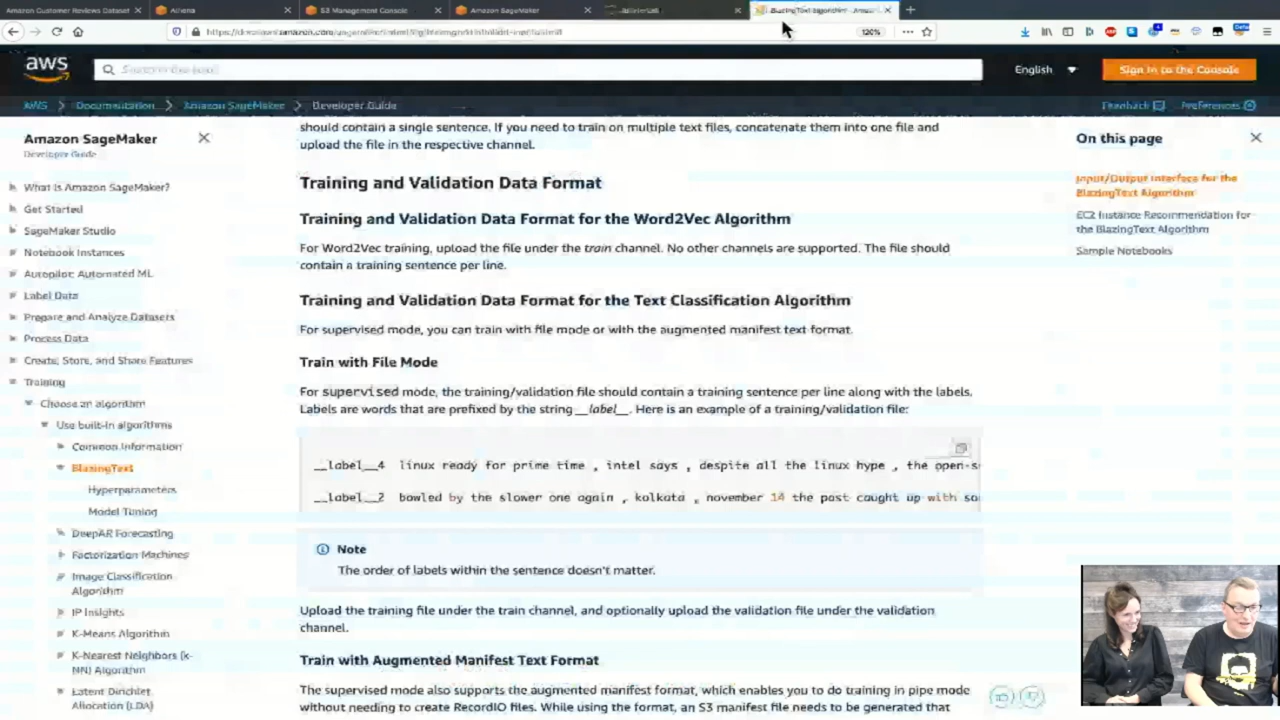 Amazon Customer Reviews Dataset
Athena
S3 Management Console
Amazon SageMaker
JupyterLab
BlazingText algorithm - Amaz
120%
aws
English
Sign In to the Console
AWS > Documentation > Amazon SageMaker > Developer Guide
Feedback
Preferences
Amazon SageMaker
Developer Guide
What Is Amazon SageMaker?
Get Started
SageMaker Studio
Notebook Instances
Autopilot: Automated ML
Label Data
Prepare and Analyze Datasets
Process Data
Create, Store, and Share Features
Training
Choose an algorithm
Use built-in algorithms
Common Information
BlazingText
Hyperparameters
Model Tuning
DeepAR Forecasting
Factorization Machines
Image Classification
Algorithm
IP Insights
K-Means Algorithm
K-Nearest Neighbors (k-
NN) Algorithm
Latent Dirichlet
Allocation (LDA)
should contain a single sentence. If you need to train on multiple text files, concatenate them into one file and
upload the file in the respective channel.
Training and Validation Data Format
Training and Validation Data Format for the Word2Vec Algorithm
For Word2Vec training, upload the file under the train channel. No other channels are supported. The file should
contain a training sentence per line.
Training and Validation Data Format for the Text Classification Algorithm
For supervised mode, you can train with file mode or with the augmented manifest text format.
Train with File Mode
For supervised mode, the training/validation file should contain a training sentence per line along with the labels.
Labels are words that are prefixed by the string __label__. Here is an example of a training/validation file:
__label__4 linux ready for prime time , intel says , despite all the linux hype , the open-s
__label__2 bowled by the slower one again , kolkata , november 14 the past caught up with so
Note
The order of labels within the sentence doesn't matter.
Upload the training file under the train channel, and optionally upload the validation file under the validation
channel.
Train with Augmented Manifest Text Format
The supervised mode also supports the augmented manifest format, which enables you to do training in pipe mode
without needing to create RecordIO files. While using the format, an S3 manifest file needs to be generated that
On this page
Input/Output Interface for the
BlazingText Algorithm
EC2 Instance Recommendation for
the BlazingText Algorithm
Sample Notebooks